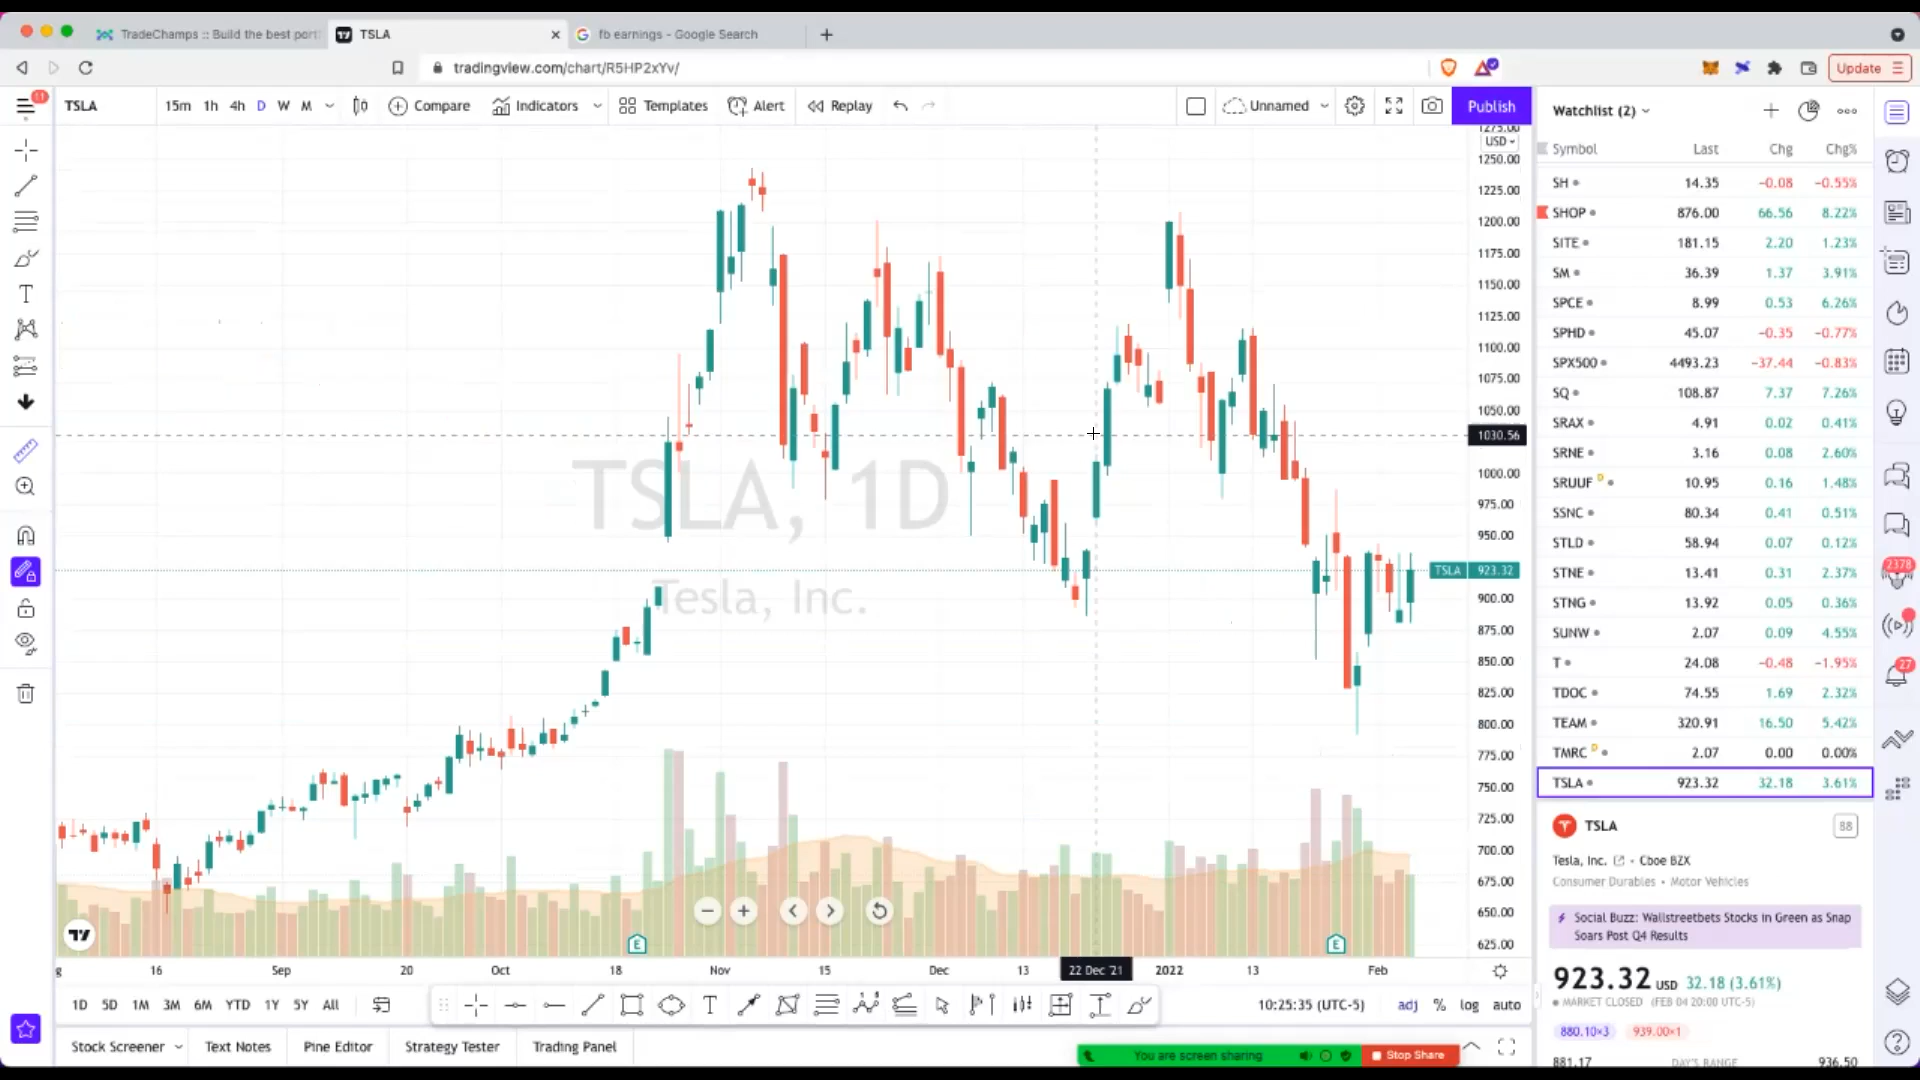 TradeChamps :: Build the best port
TSLA
fb earnings - Google Search
tradingview.com/chart/R5HP2xYv/
Update
11
TSLA
15m 1h 4h D W M
Compare
Indicators
Templates
Alert
Replay
Unnamed
Publish
Watchlist (2)
Symbol Last Chg Chg%
SH 14.35 −0.08 −0.55%
SHOP 876.00 66.56 8.22%
SITE 181.15 2.20 1.23%
SM 36.39 1.37 3.91%
SPCE 8.99 0.53 6.26%
SPHD 45.07 −0.35 −0.77%
SPX500 4493.23 −37.44 −0.83%
SQ 108.87 7.37 7.26%
SRAX 4.91 0.02 0.41%
SRNE 3.16 0.08 2.60%
SRUUF D 10.95 0.16 1.48%
SSNC 80.34 0.41 0.51%
STLD 58.94 0.07 0.12%
STNE 13.41 0.31 2.37%
STNG 13.92 0.05 0.36%
SUNW 2.07 0.09 4.55%
T 24.08 −0.48 −1.95%
TDOC 74.55 1.69 2.32%
TEAM 320.91 16.50 5.42%
TMRC D 2.07 0.00 0.00%
TSLA 923.32 32.18 3.61%
1275.00
USD
1250.00
1225.00
1200.00
1175.00
1150.00
1125.00
1100.00
1075.00
1050.00
1030.56
1000.00
975.00
950.00
TSLA 923.32
900.00
875.00
850.00
825.00
800.00
775.00
750.00
725.00
700.00
675.00
650.00
625.00
TSLA, 1D
Tesla, Inc.
E
E
g 16 Sep 20 Oct 18 Nov 15 Dec 13 22 Dec '21 2022 13 Feb
1D 5D 1M 3M 6M YTD 1Y 5Y All
T
10:25:35 (UTC-5)
adj % log auto
Stock Screener
Text Notes
Pine Editor
Strategy Tester
Trading Panel
You are screen sharing
Stop Share
TSLA
Tesla, Inc. • Cboe BZX
Consumer Durables • Motor Vehicles
Social Buzz: Wallstreetbets Stocks in Green as Snap
Soars Post Q4 Results
923.32 USD 32.18 (3.61%)
MARKET CLOSED (FEB 04 20:00 UTC-5)
880.10×3 939.00×1
881.17 DAY'S RANGE 936.50
2378
27